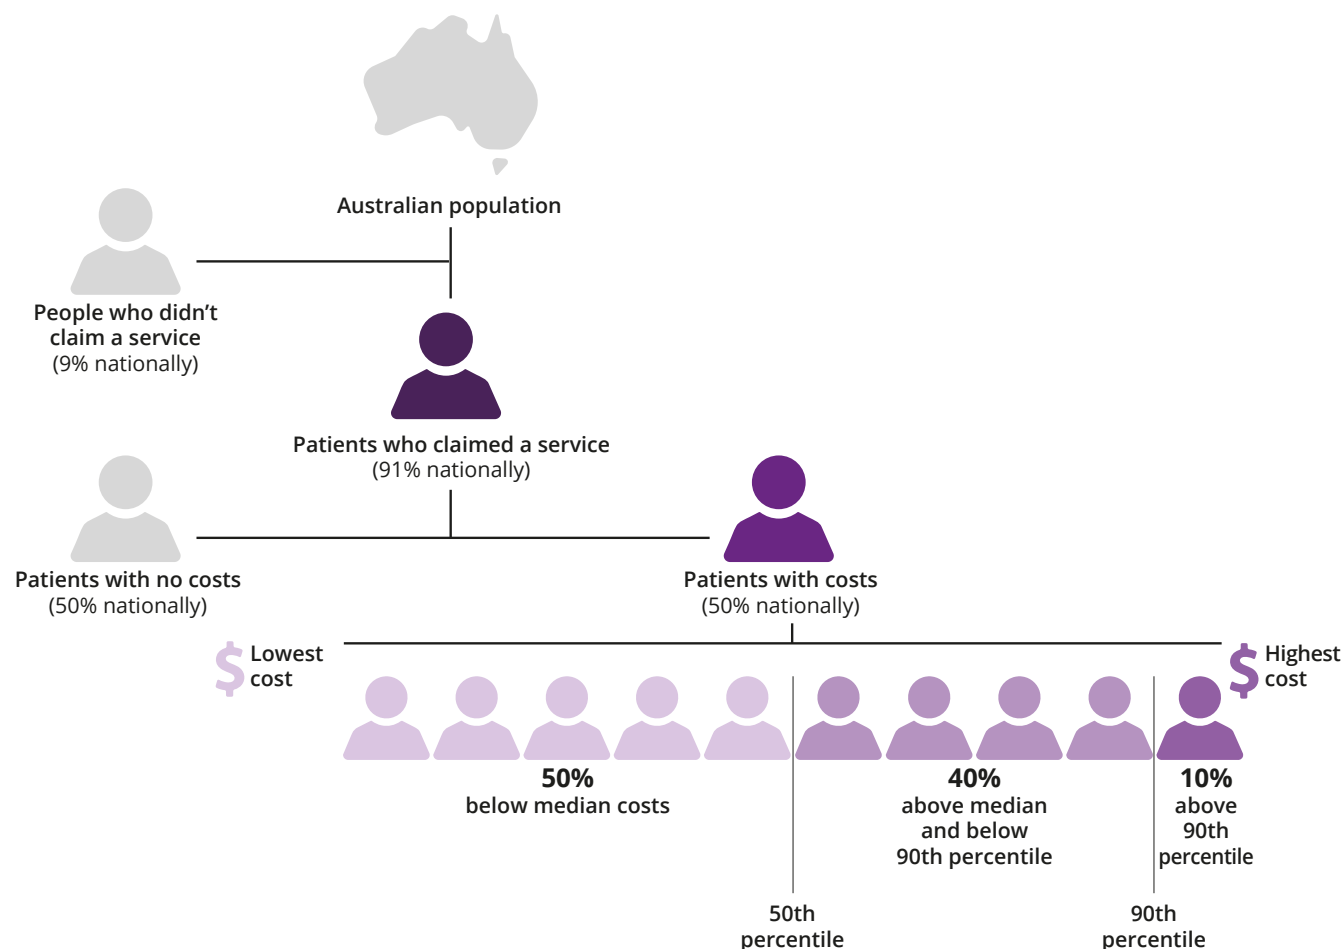 Australian population
People who didn’t
claim a service
(9% nationally)
Patients who claimed a service
(91% nationally)
Patients with no costs
(50% nationally)
Patients with costs
(50% nationally)
$ Lowest
cost
$ Highest
cost
50%
below median costs
40%
above median
and below
90th percentile
10%
above
90th
percentile
50th
percentile
90th
percentile